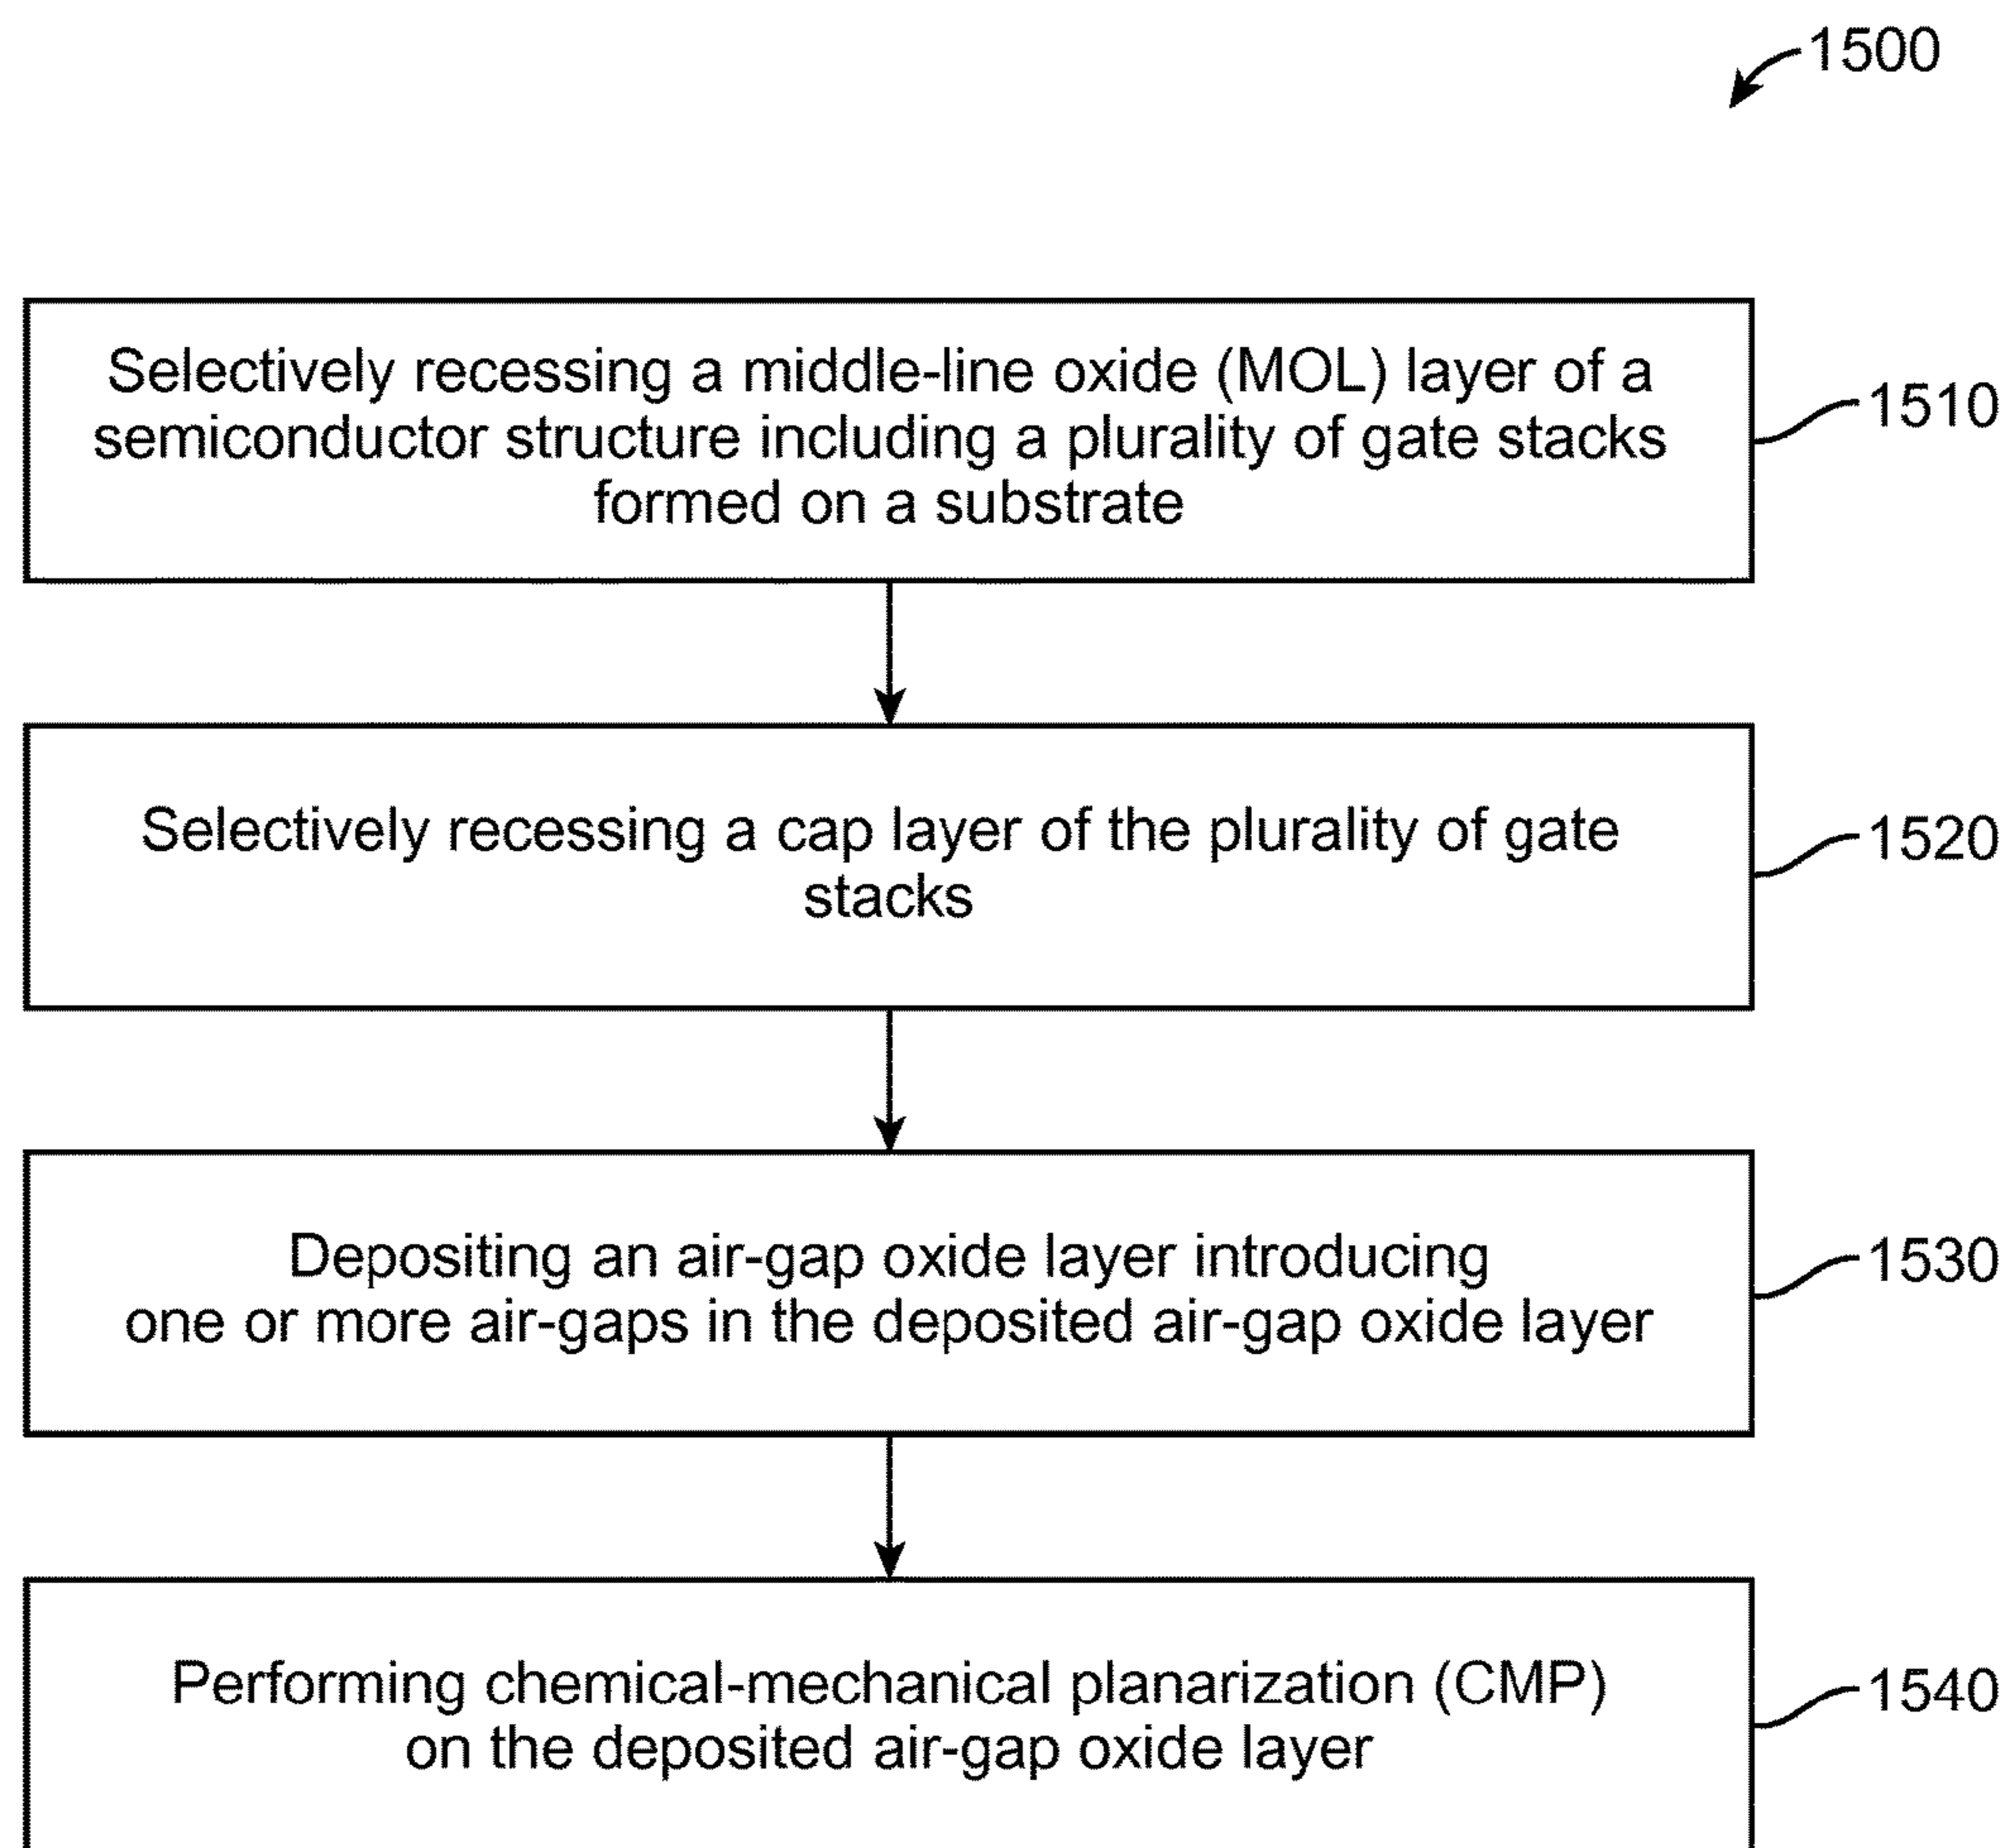 1500
Selectively recessing a middle-line oxide (MOL) layer of a
semiconductor structure including a plurality of gate stacks
formed on a substrate
1510
Selectively recessing a cap layer of the plurality of gate
stacks
1520
Depositing an air-gap oxide layer introducing
one or more air-gaps in the deposited air-gap oxide layer
1530
Performing chemical-mechanical planarization (CMP)
on the deposited air-gap oxide layer
1540